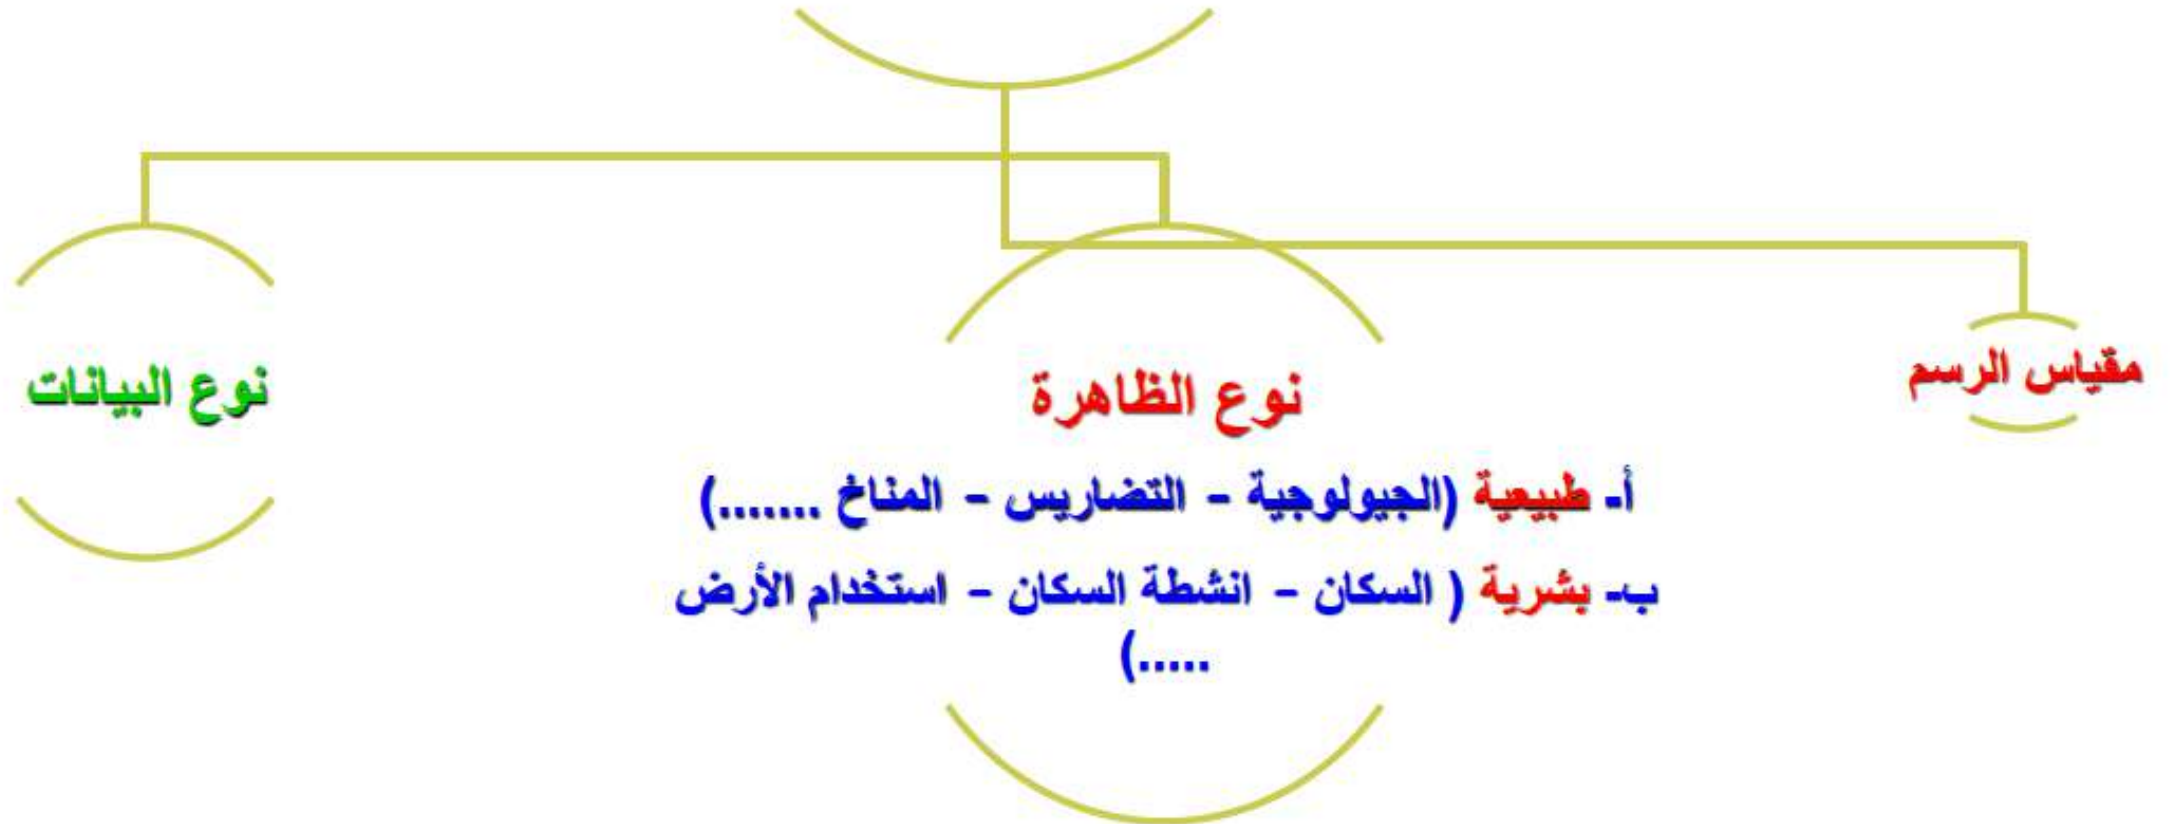 مقياس الرسم
نوع الظاهرة
أ- طبيعية (الجيولوجية – التضاريس – المناخ .......)
ب- بشرية ( السكان – انشطة السكان – استخدام الأرض
.....)
نوع البيانات